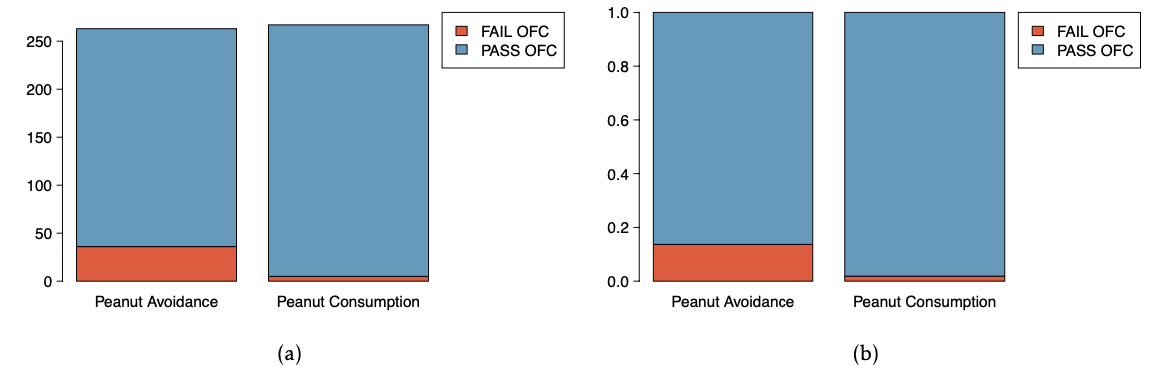 250
200
150
100
50
0
Peanut Avoidance
Peanut Consumption
FAIL OFC
PASS OFC
(a)
1.0
0.8
0.6
0.4
0.2
0.0
Peanut Avoidance
Peanut Consumption
FAIL OFC
PASS OFC
(b)